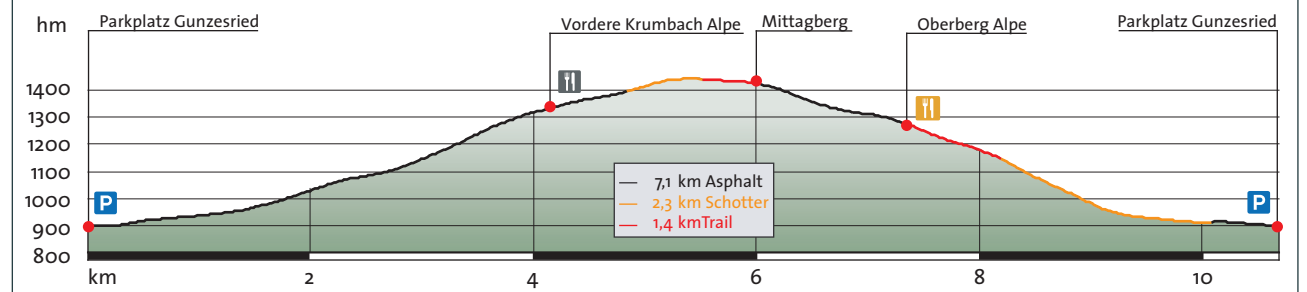 hm
Parkplatz Gunzesried
Vordere Krumbach Alpe
Mittagberg
Oberberg Alpe
Parkplatz Gunzesried
1400
1300
1200
1100
1000
900
800
P
P
7,1 km Asphalt
2,3 km Schotter
1,4 kmTrail
km
2
4
6
8
10